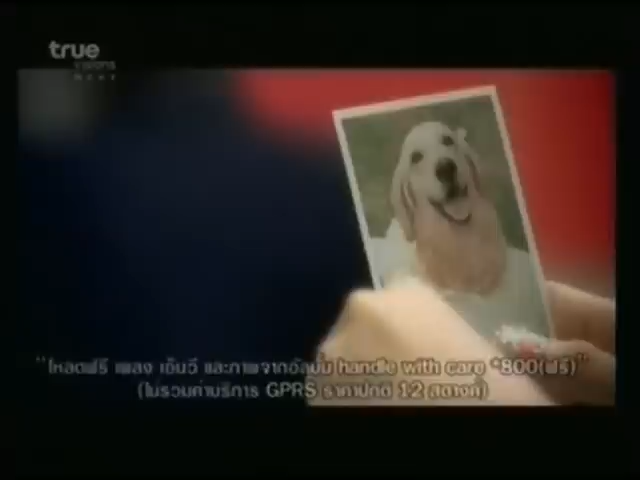 true
visions
"โหลดฟรี เพลง เอ็มวี และภาพจากอัลบั้ม handle with care *800(ฟรี)"
(ไม่รวมค่าบริการ GPRS ราคาปกติ 12 สตางค์)